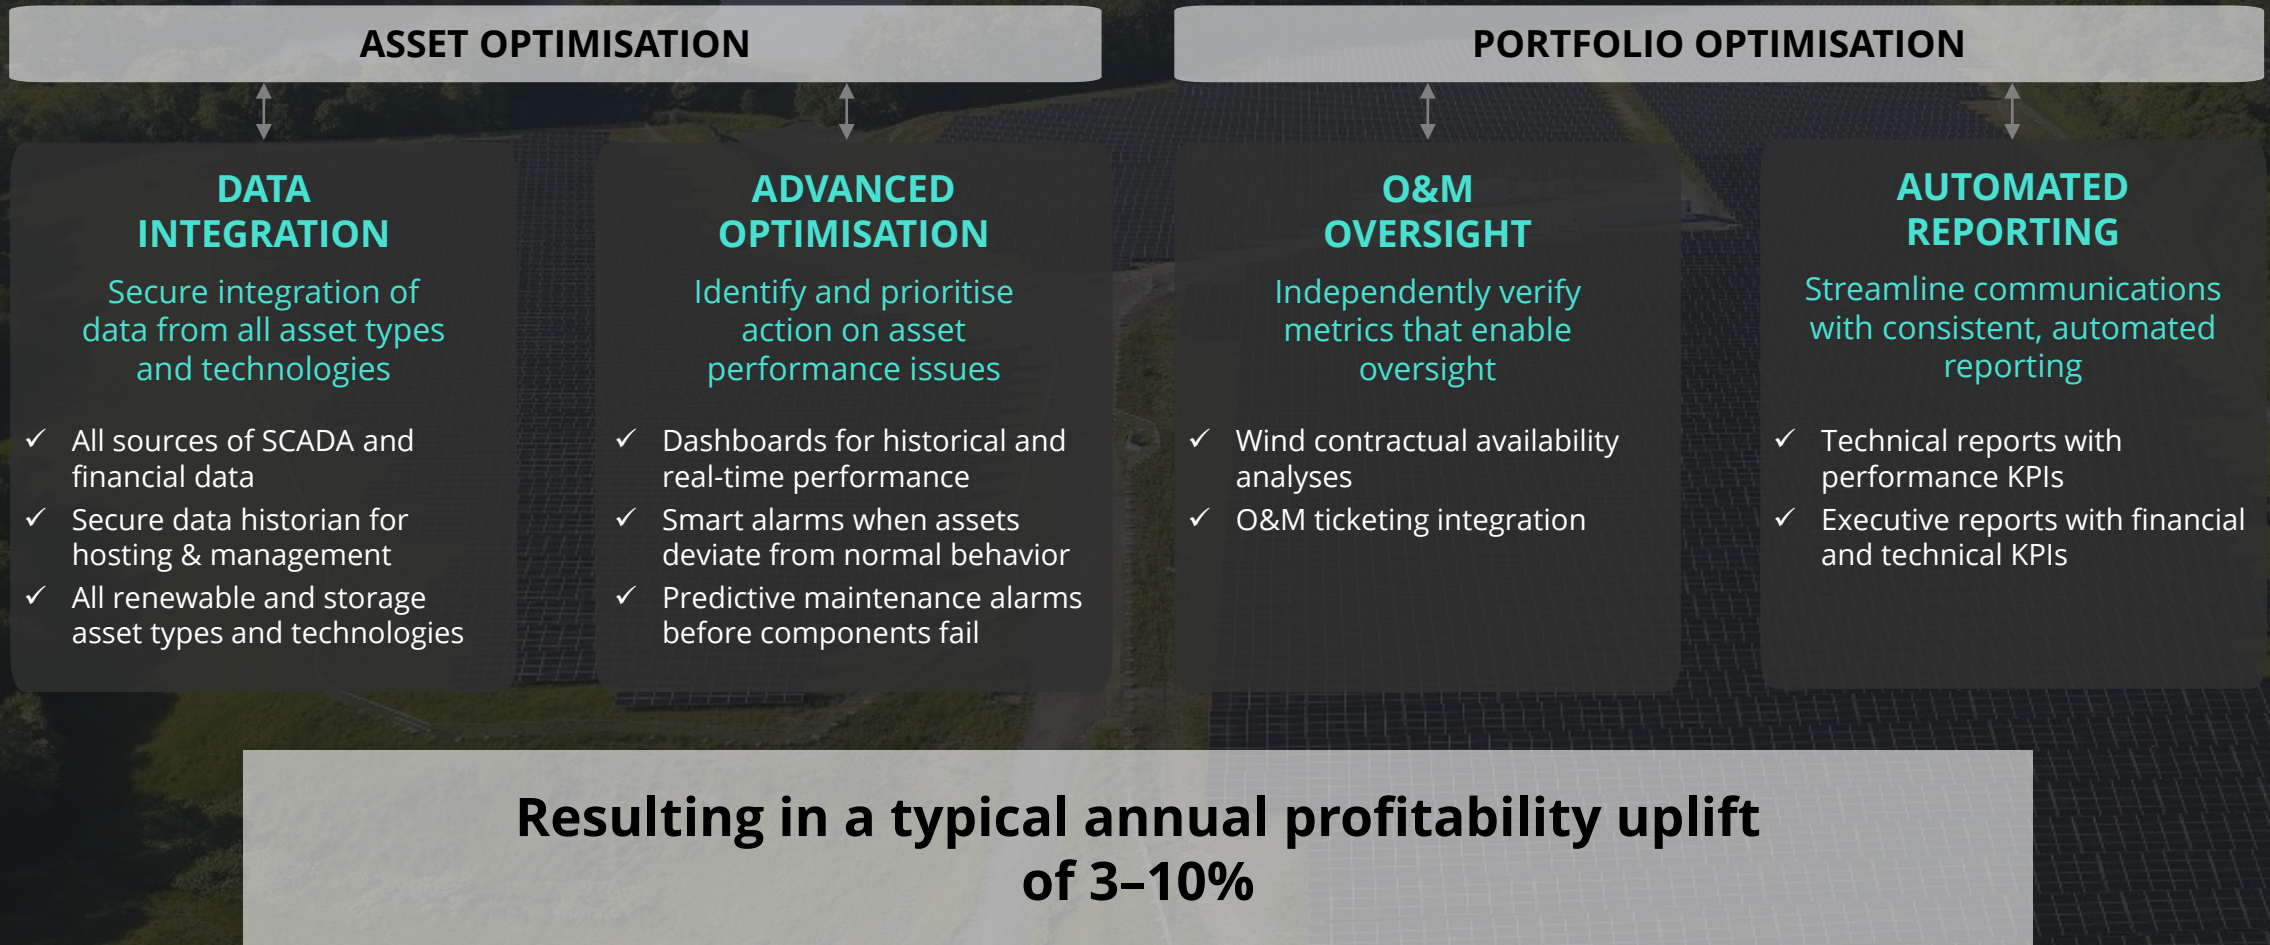 ASSET OPTIMISATION
PORTFOLIO OPTIMISATION
DATA
INTEGRATION
Secure integration of
data from all asset types
and technologies
✓ All sources of SCADA and
financial data
✓ Secure data historian for
hosting & management
✓ All renewable and storage
asset types and technologies
ADVANCED
OPTIMISATION
Identify and prioritise
action on asset
performance issues
✓ Dashboards for historical and
real-time performance
✓ Smart alarms when assets
deviate from normal behavior
✓ Predictive maintenance alarms
before components fail
O&M
OVERSIGHT
Independently verify
metrics that enable
oversight
✓ Wind contractual availability
analyses
✓ O&M ticketing integration
AUTOMATED
REPORTING
Streamline communications
with consistent, automated
reporting
✓ Technical reports with
performance KPIs
✓ Executive reports with financial
and technical KPIs
Resulting in a typical annual profitability uplift
of 3–10%